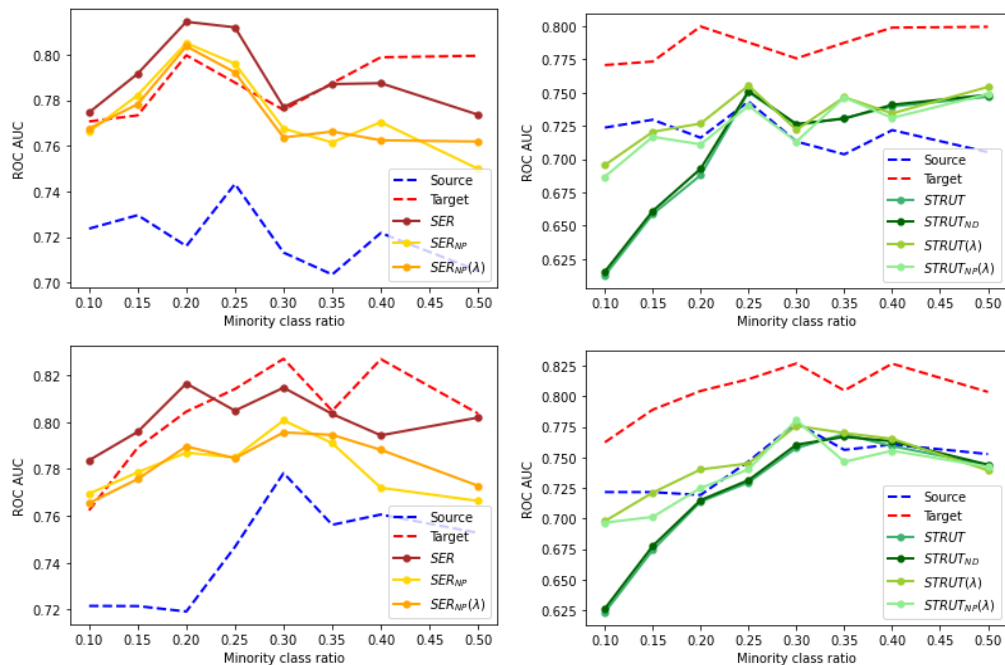 ROC AUC
0.80
0.78
0.76
0.74
0.72
0.70
Source
Target
SER
SER_NP
SER_NP(λ)
0.10 0.15 0.20 0.25 0.30 0.35 0.40 0.45 0.50
Minority class ratio
ROC AUC
0.800
0.775
0.750
0.725
0.700
0.675
0.650
0.625
Source
Target
STRUT
STRUT_ND
STRUT(λ)
STRUT_NP(λ)
0.10 0.15 0.20 0.25 0.30 0.35 0.40 0.45 0.50
Minority class ratio
ROC AUC
0.82
0.80
0.78
0.76
0.74
0.72
Source
Target
SER
SER_NP
SER_NP(λ)
0.10 0.15 0.20 0.25 0.30 0.35 0.40 0.45 0.50
Minority class ratio
ROC AUC
0.825
0.800
0.775
0.750
0.725
0.700
0.675
0.650
0.625
Source
Target
STRUT
STRUT_ND
STRUT(λ)
STRUT_NP(λ)
0.10 0.15 0.20 0.25 0.30 0.35 0.40 0.45 0.50
Minority class ratio